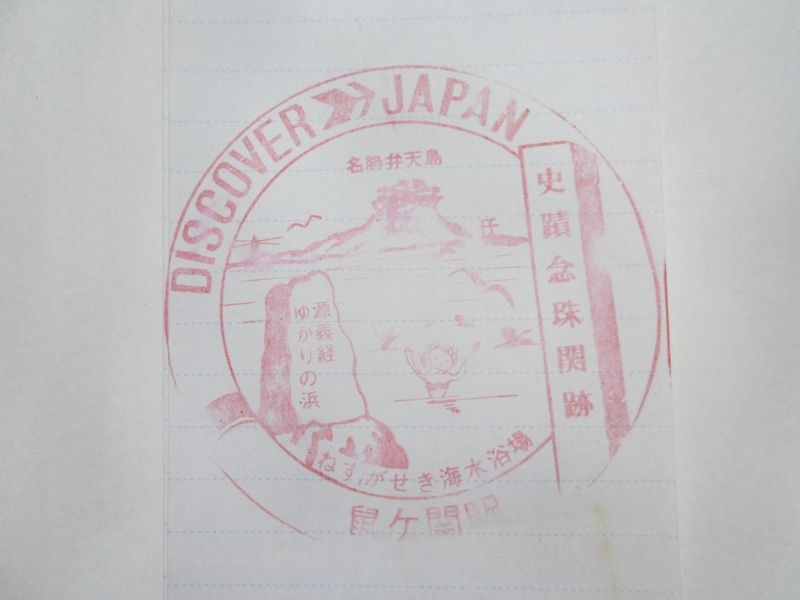 DISCOVER JAPAN
名勝弁天島
史蹟念珠関跡
源義経
ゆかりの浜
ねずがせき海水浴場
鼠ケ関駅